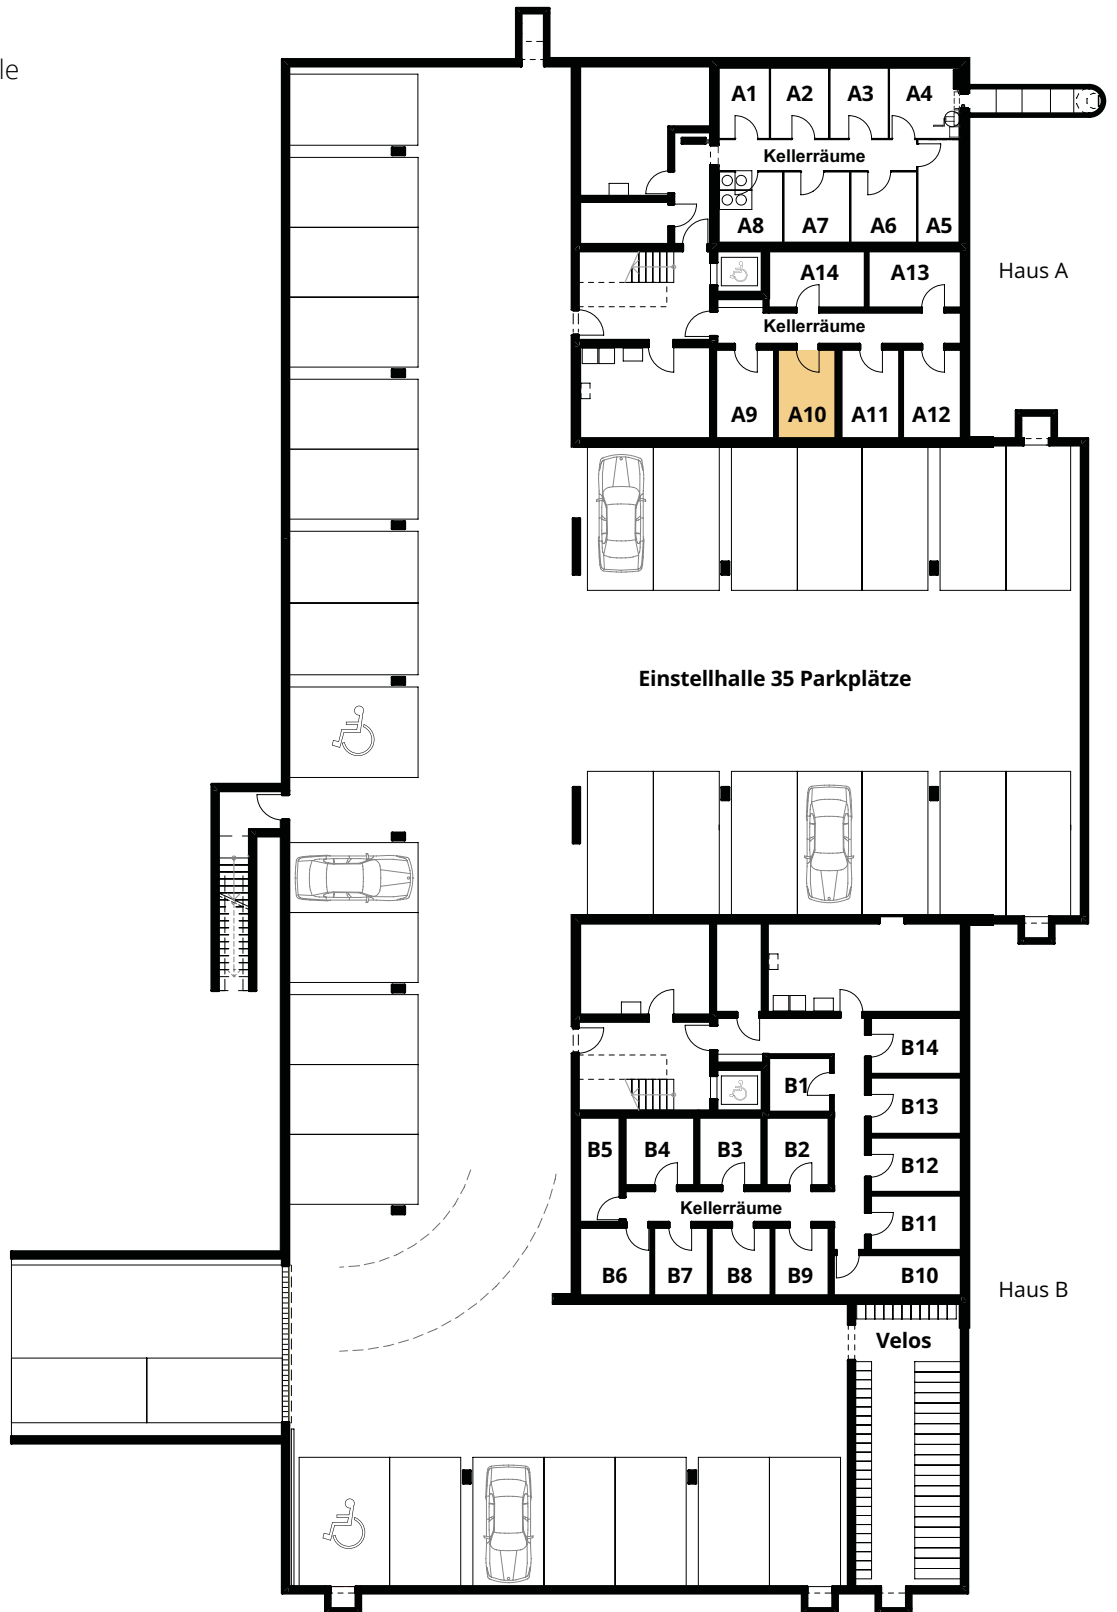 le
A1 A2 A3 A4
Kellerräume
A8 A7 A6 A5
A14 A13
Haus A
Kellerräume
A9 A10 A11 A12
Einstellhalle 35 Parkplätze
B14
B1
B13
B5 B4 B3 B2
B12
Kellerräume
B11
B6 B7 B8 B9 B10
Haus B
Velos